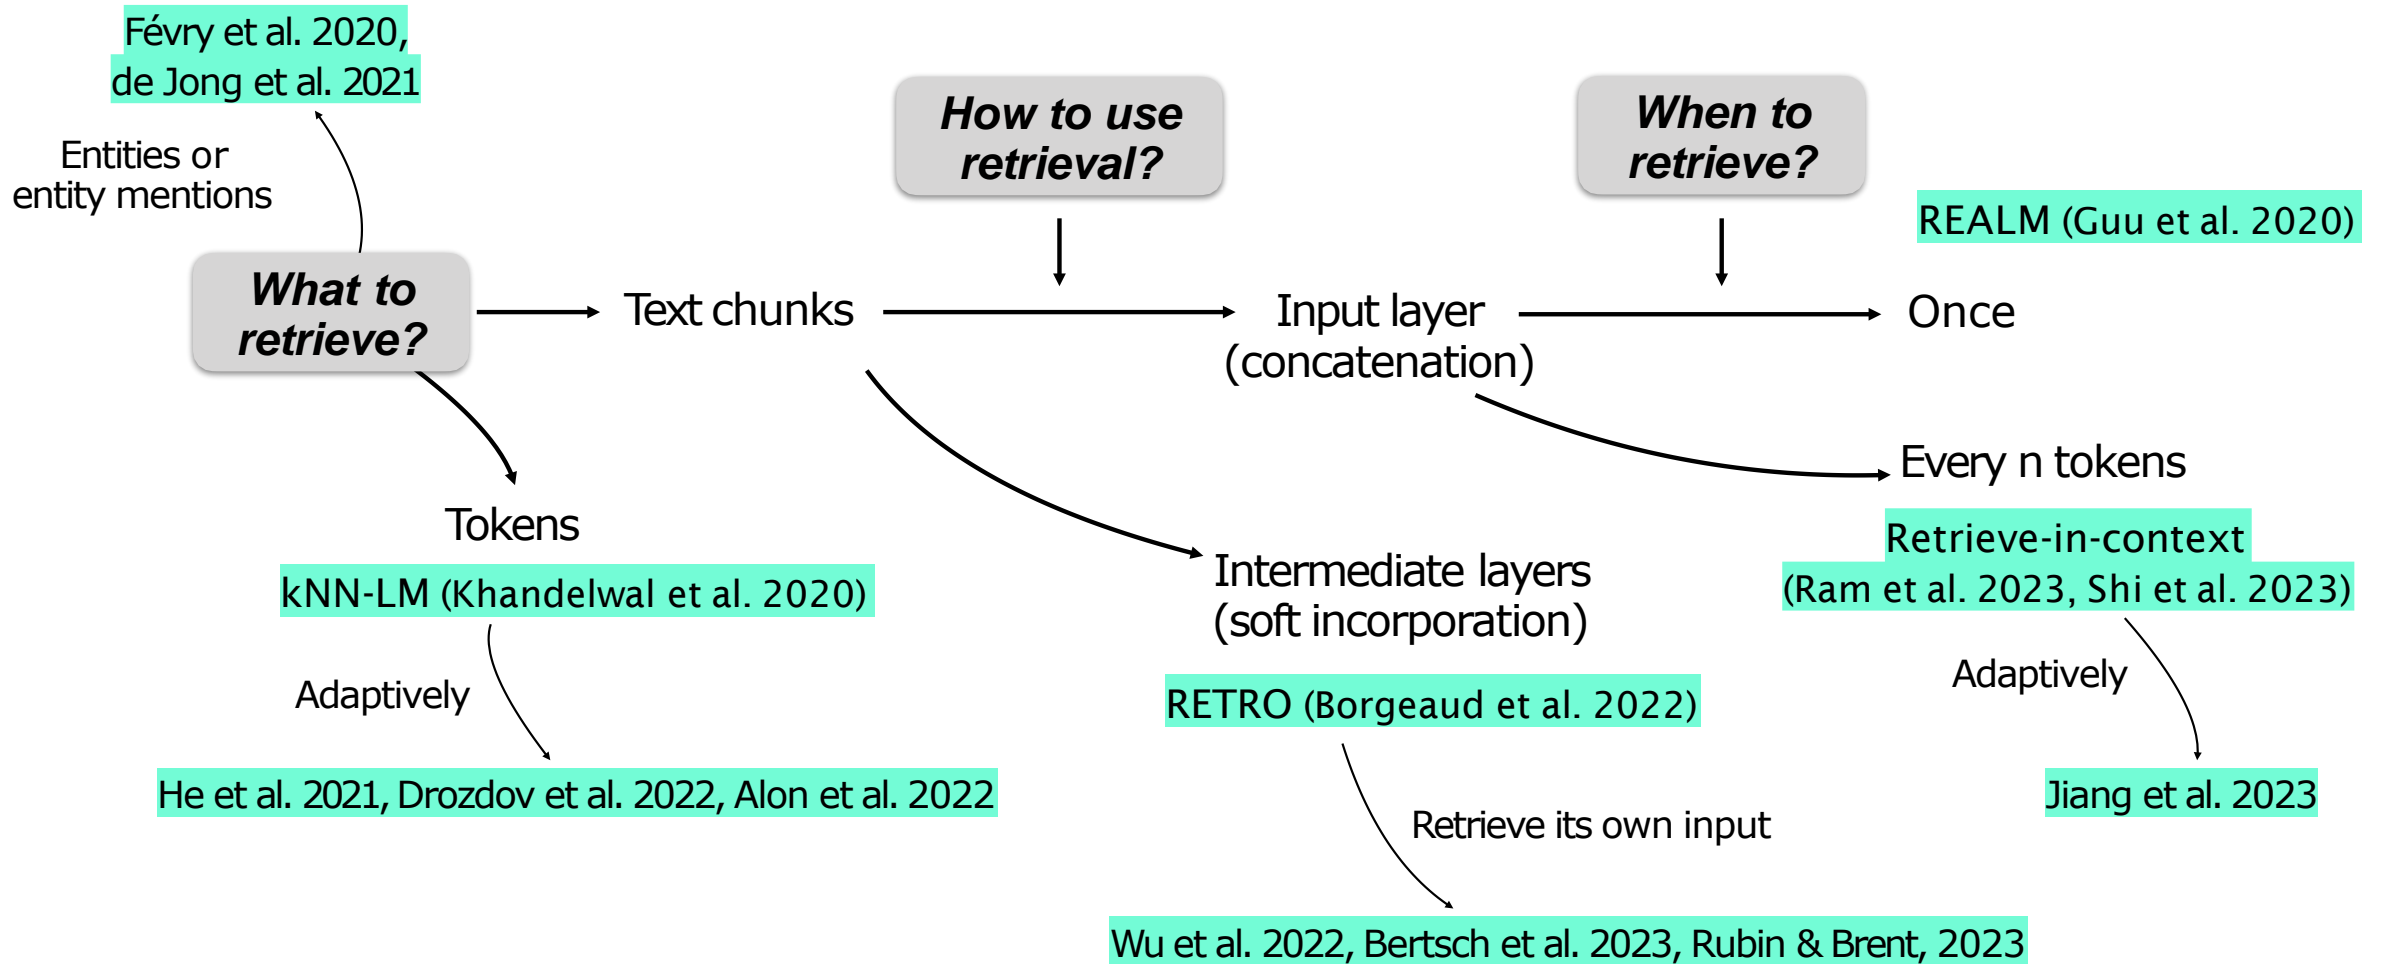 Févry et al. 2020,
de Jong et al. 2021
Entities or
entity mentions
What to
retrieve?
Text chunks
How to use
retrieval?
Input layer
(concatenation)
When to
retrieve?
REALM (Guu et al. 2020)
Once
Every n tokens
Retrieve-in-context
(Ram et al. 2023, Shi et al. 2023)
Adaptively
Jiang et al. 2023
Tokens
kNN-LM (Khandelwal et al. 2020)
Adaptively
He et al. 2021, Drozdov et al. 2022, Alon et al. 2022
Intermediate layers
(soft incorporation)
RETRO (Borgeaud et al. 2022)
Retrieve its own input
Wu et al. 2022, Bertsch et al. 2023, Rubin & Brent, 2023